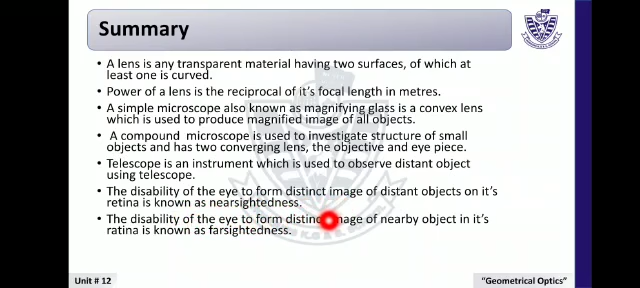 Summary
• A lens is any transparent material having two surfaces, of which at
least one is curved.
• Power of a lens is the reciprocal of it's focal length in metres.
• A simple microscope also known as magnifying glass is a convex lens
which is used to produce magnified image of all objects.
• A compound microscope is used to investigate structure of small
objects and has two converging lens, the objective and eye piece.
• Telescope is an instrument which is used to observe distant object
using telescope.
• The disability of the eye to form distinct image of distant objects on it's
retina is known as nearsightedness.
• The disability of the eye to form distinct image of nearby object in it's
ratina is known as farsightedness.
Unit # 12
"Geometrical Optics"